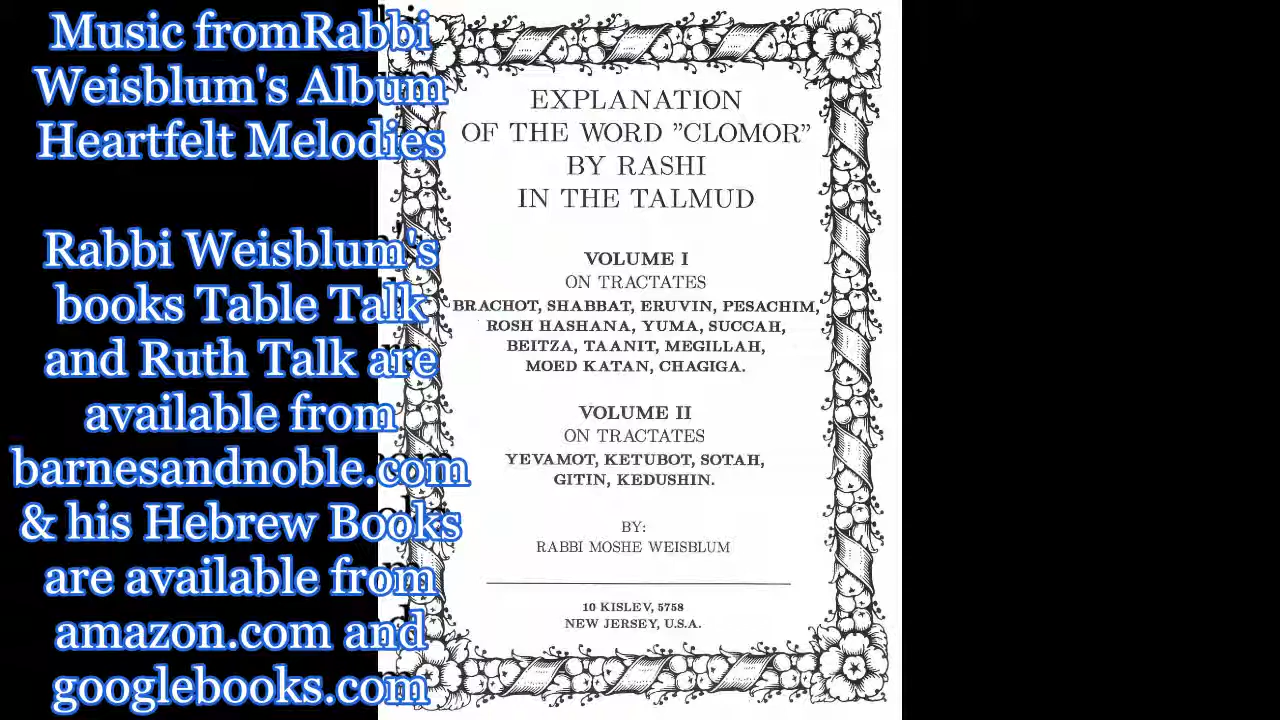 Music fromRabbi
Weisblum's Album
Heartfelt Melodies
Rabbi Weisblum's
books Table Talk
and Ruth Talk are
available from
barnesandnoble.com
& his Hebrew Books
are available from
amazon.com and
googlebooks.com
EXPLANATION
OF THE WORD "CLOMOR"
BY RASHI
IN THE TALMUD
VOLUME I
ON TRACTATES
BRACHOT, SHABBAT, ERUVIN, PESACHIM,
ROSH HASHANA, YUMA, SUCCAH,
BEITZA, TAANIT, MEGILLAH,
MOED KATAN, CHAGIGA.
VOLUME II
ON TRACTATES
YEVAMOT, KETUBOT, SOTAH,
GITIN, KEDUSHIN.
BY:
RABBI MOSHE WEISBLUM
10 KISLEV, 5758
NEW JERSEY, U.S.A.